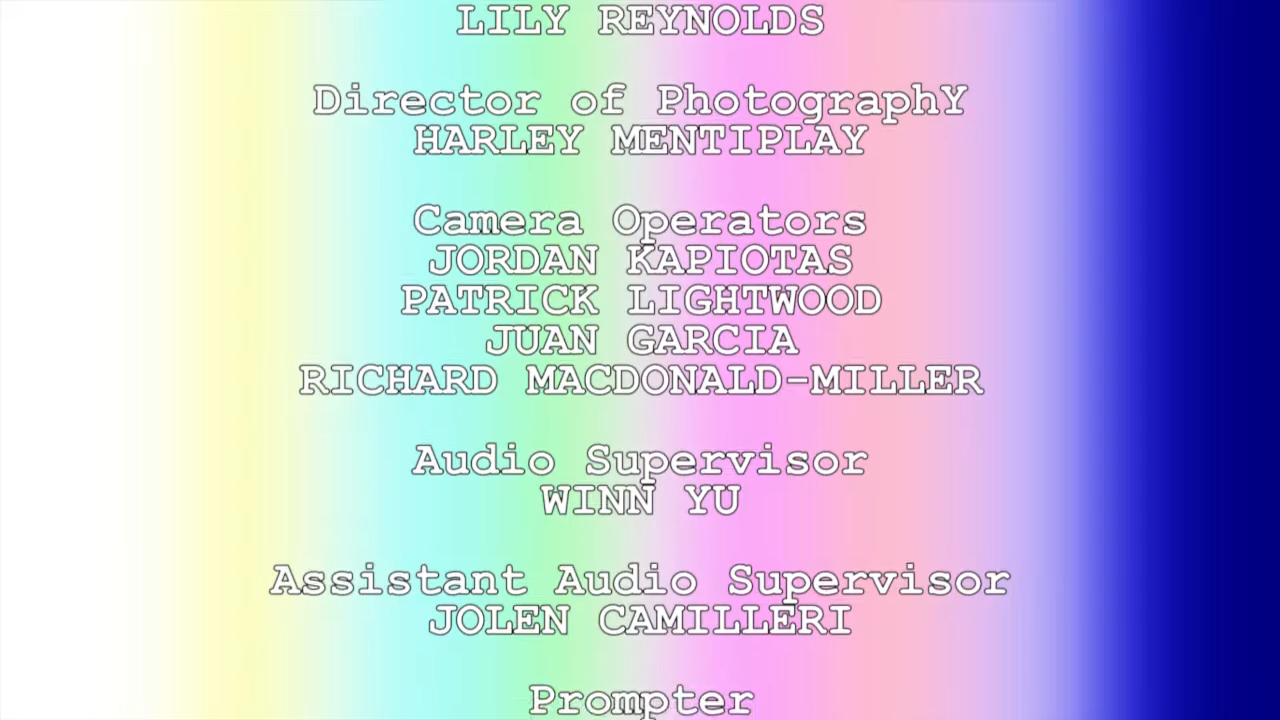 LILY REYNOLDS
Director of PhotographY
HARLEY MENTIPLAY
Camera Operators
JORDAN KAPIOTAS
PATRICK LIGHTWOOD
JUAN GARCIA
RICHARD MACDONALD-MILLER
Audio Supervisor
WINN YU
Assistant Audio Supervisor
JOLEN CAMILLERI
Prompter